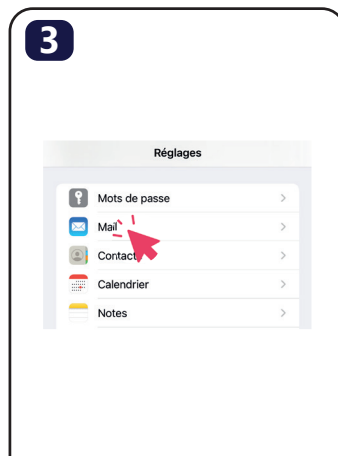 3
Réglages
Mots de passe
Mail
Contacts
Calendrier
Notes